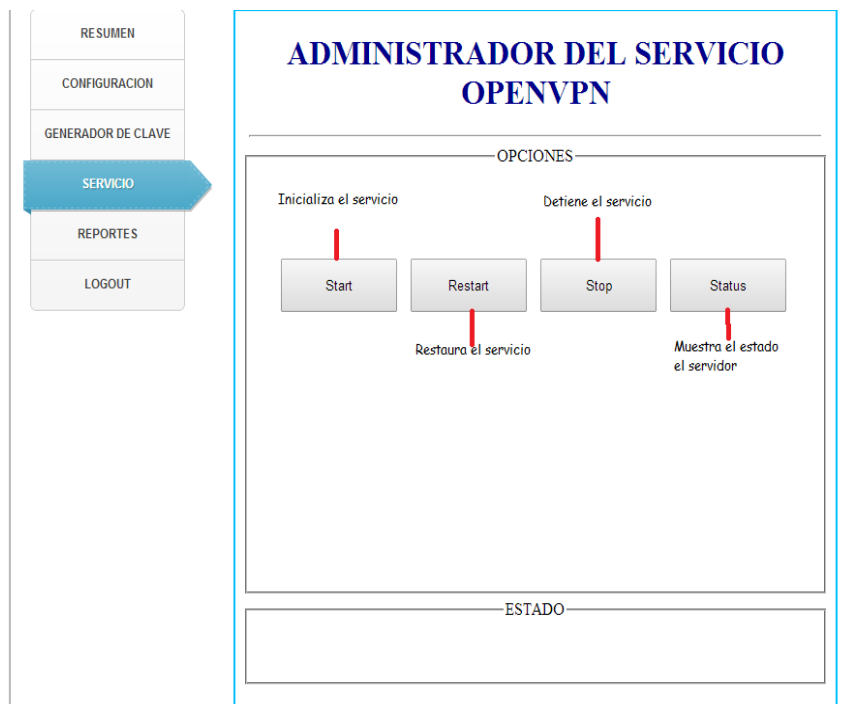 RESUMEN
CONFIGURACION
GENERADOR DE CLAVE
SERVICIO
REPORTES
LOGOUT
ADMINISTRADOR DEL SERVICIO
OPENVPN
OPCIONES
Inicializa el servicio
Detiene el servicio
Start
Restart
Stop
Status
Restaura el servicio
Muestra el estado
el servidor
ESTADO